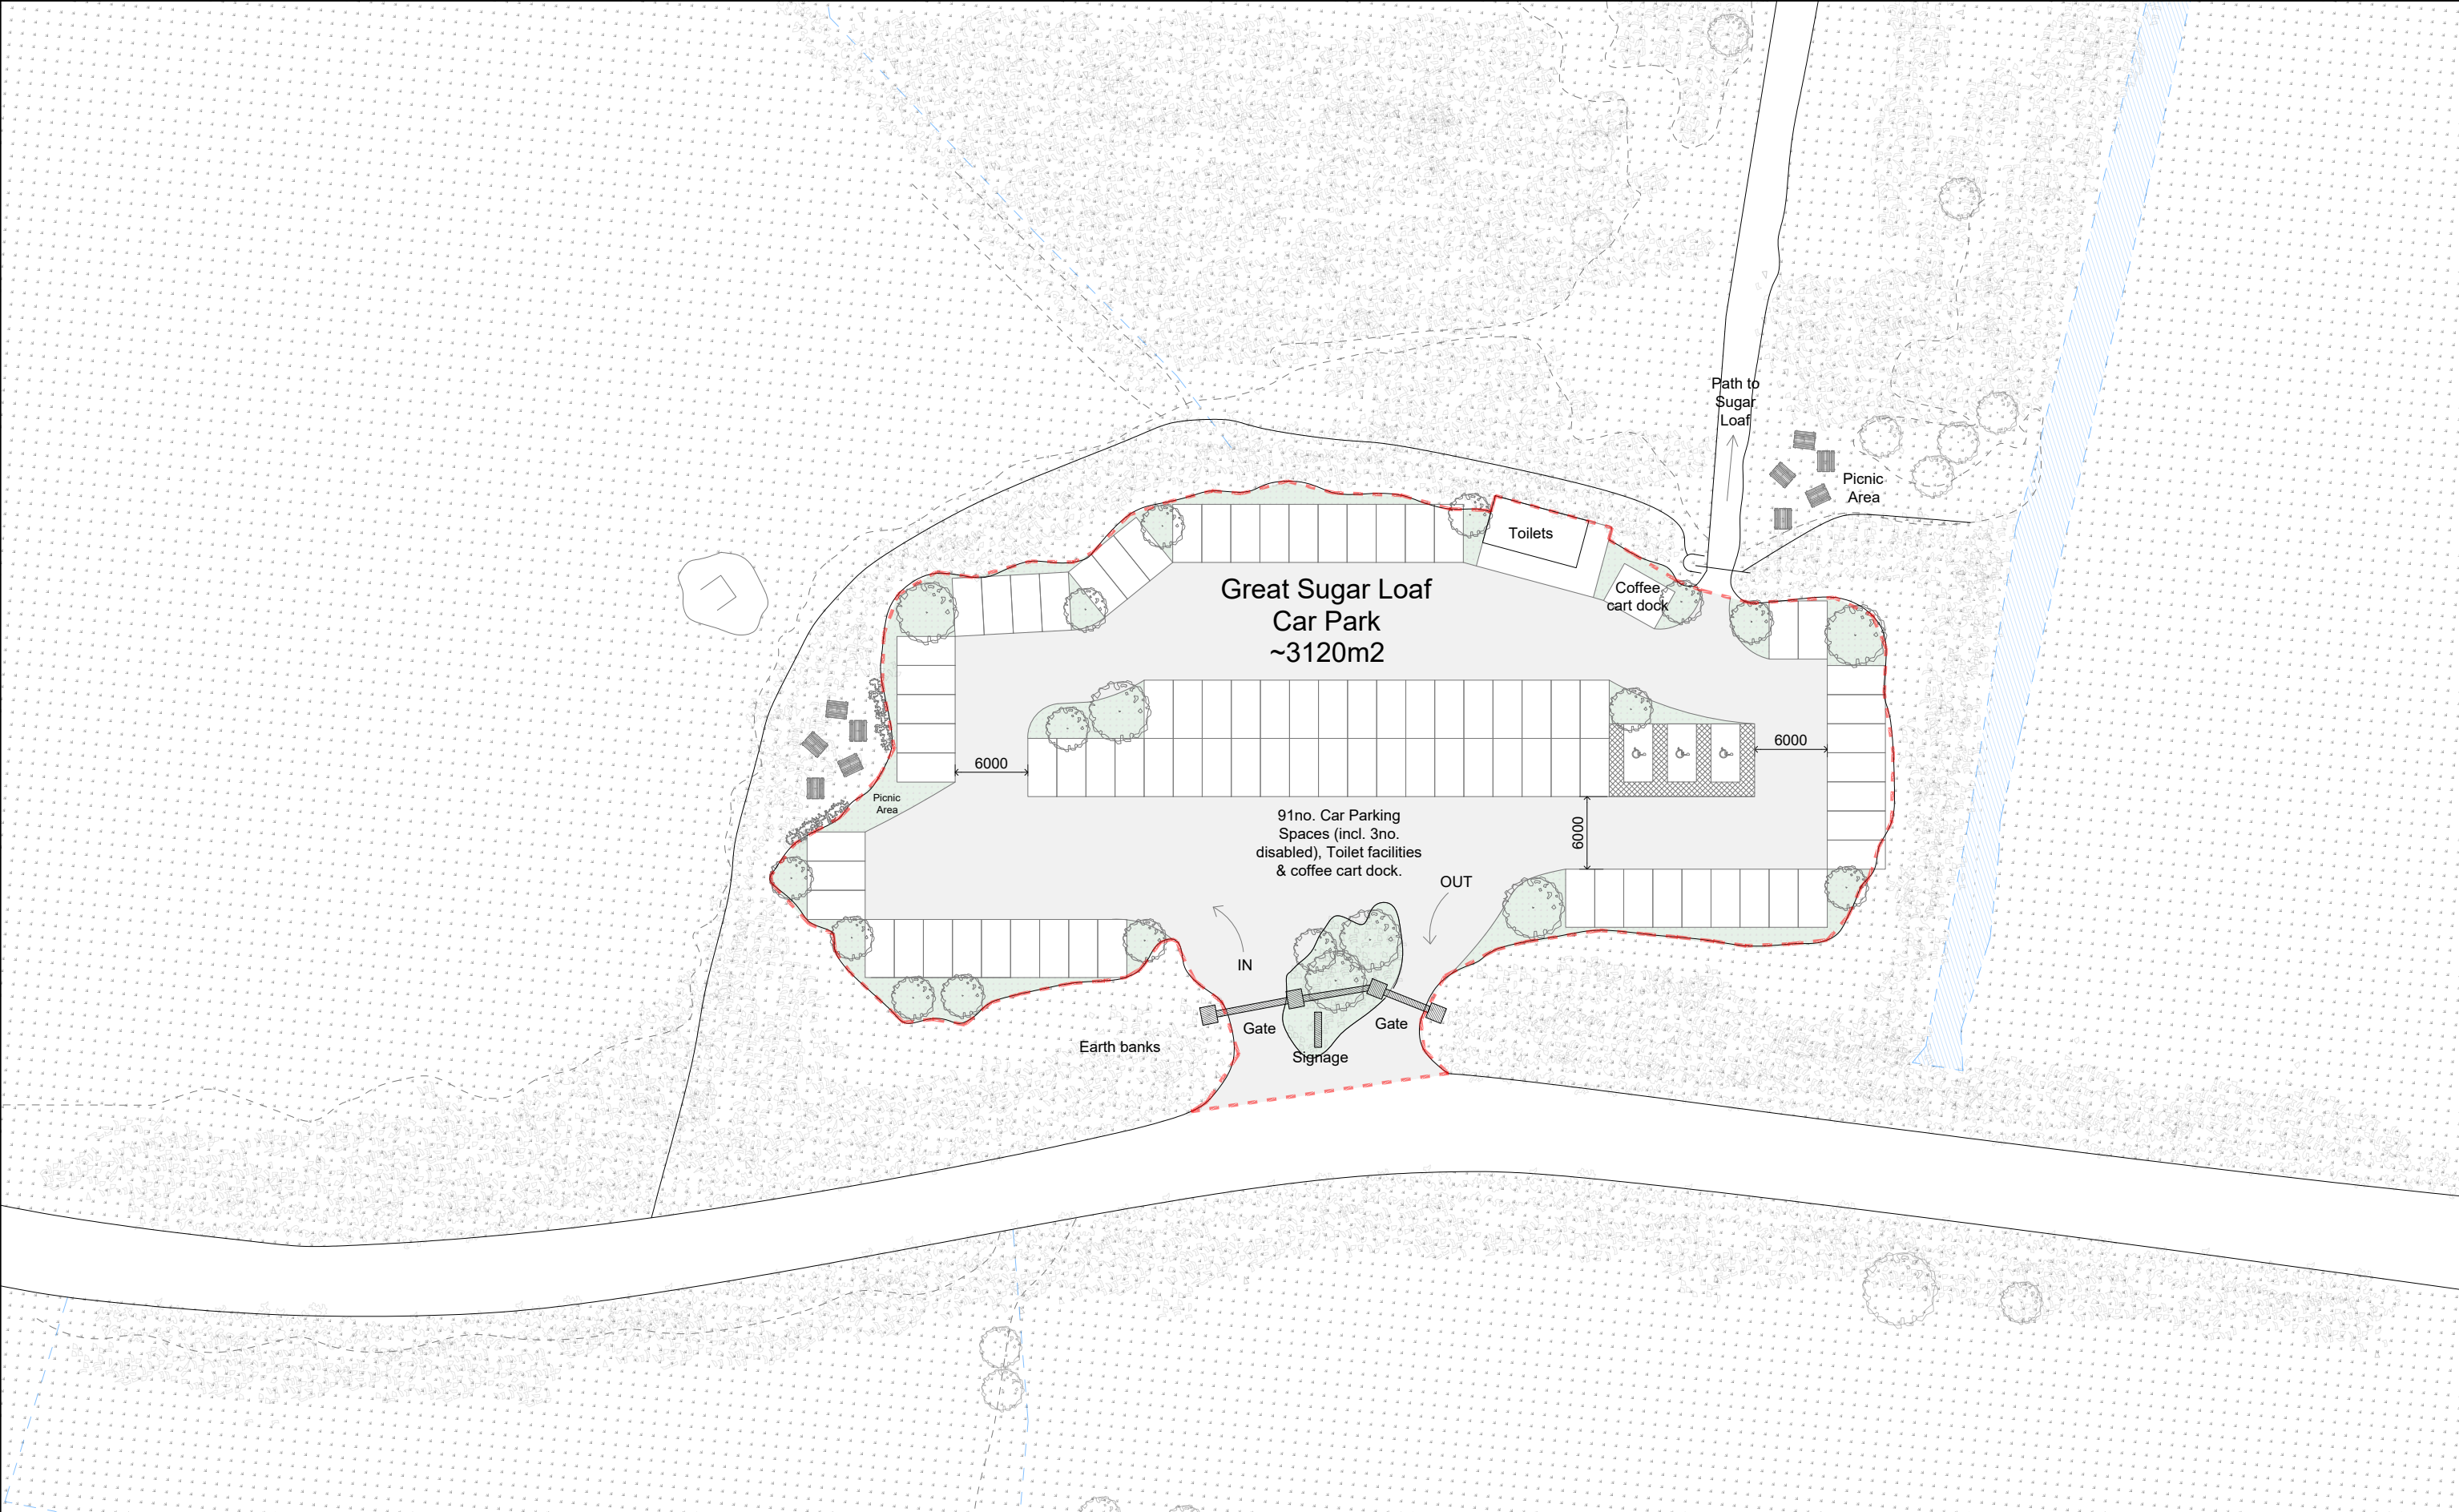 Path to
Sugar
Loaf
Picnic
Area
Toilets
Great Sugar Loaf
Car Park
~3120m2
Coffee
cart dock
6000
6000
Picnic
Area
91no. Car Parking
Spaces (incl. 3no.
disabled), Toilet facilities
& coffee cart dock.
6000
OUT
IN
Gate
Gate
Earth banks
Signage